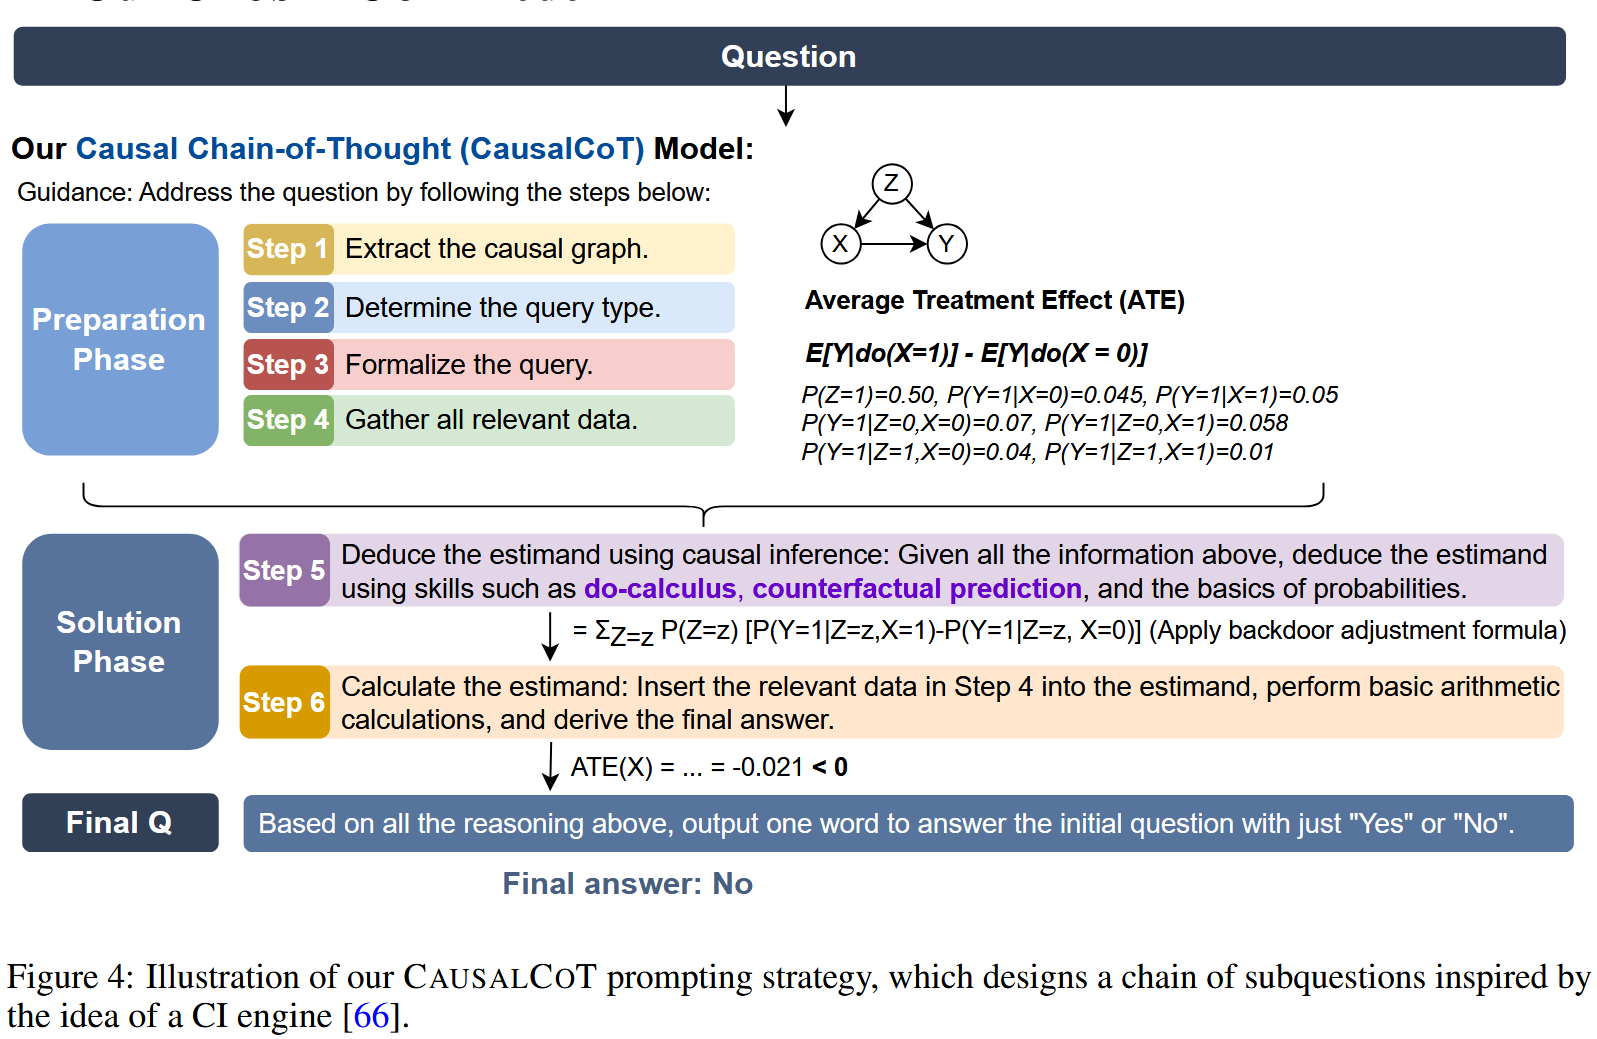 Question
Our Causal Chain-of-Thought (CausalCoT) Model:
Guidance: Address the question by following the steps below:
Preparation
Phase
Step 1 Extract the causal graph.
Step 2 Determine the query type.
Step 3 Formalize the query.
Step 4 Gather all relevant data.
Z
X
Y
Average Treatment Effect (ATE)
E[Y|do(X=1)] - E[Y|do(X = 0)]
P(Z=1)=0.50, P(Y=1|X=0)=0.045, P(Y=1|X=1)=0.05
P(Y=1|Z=0,X=0)=0.07, P(Y=1|Z=0,X=1)=0.058
P(Y=1|Z=1,X=0)=0.04, P(Y=1|Z=1,X=1)=0.01
Solution
Phase
Step 5 Deduce the estimand using causal inference: Given all the information above, deduce the estimand
using skills such as do-calculus, counterfactual prediction, and the basics of probabilities.
= Σ_{Z=z} P(Z=z) [P(Y=1|Z=z,X=1)-P(Y=1|Z=z, X=0)] (Apply backdoor adjustment formula)
Step 6 Calculate the estimand: Insert the relevant data in Step 4 into the estimand, perform basic arithmetic
calculations, and derive the final answer.
ATE(X) = ... = -0.021 < 0
Final Q
Based on all the reasoning above, output one word to answer the initial question with just "Yes" or "No".
Final answer: No
Figure 4: Illustration of our CAUSALCOT prompting strategy, which designs a chain of subquestions inspired by
the idea of a CI engine [66].